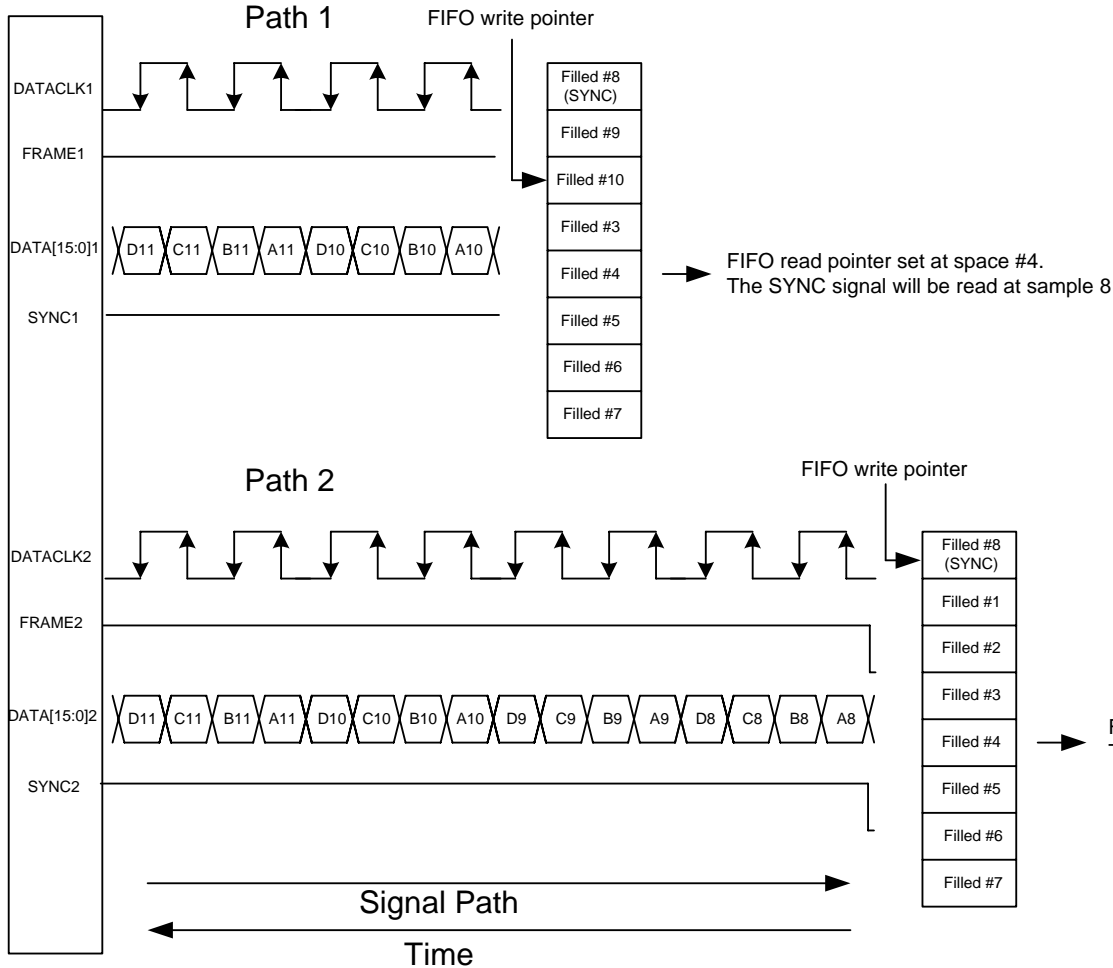 Path 1
FIFO write pointer
DATACLK1
FRAME1
DATA[15:0]1
SYNC1
D11 C11 B11 A11 D10 C10 B10 A10
Filled #8
(SYNC)
Filled #9
Filled #10
Filled #3
Filled #4
Filled #5
Filled #6
Filled #7
FIFO read pointer set at space #4.
The SYNC signal will be read at sample 8
Path 2
FIFO write pointer
DATACLK2
FRAME2
DATA[15:0]2
SYNC2
D11 C11 B11 A11 D10 C10 B10 A10 D9 C9 B9 A9 D8 C8 B8 A8
Filled #8
(SYNC)
Filled #1
Filled #2
Filled #3
Filled #4
Filled #5
Filled #6
Filled #7
Signal Path
Time